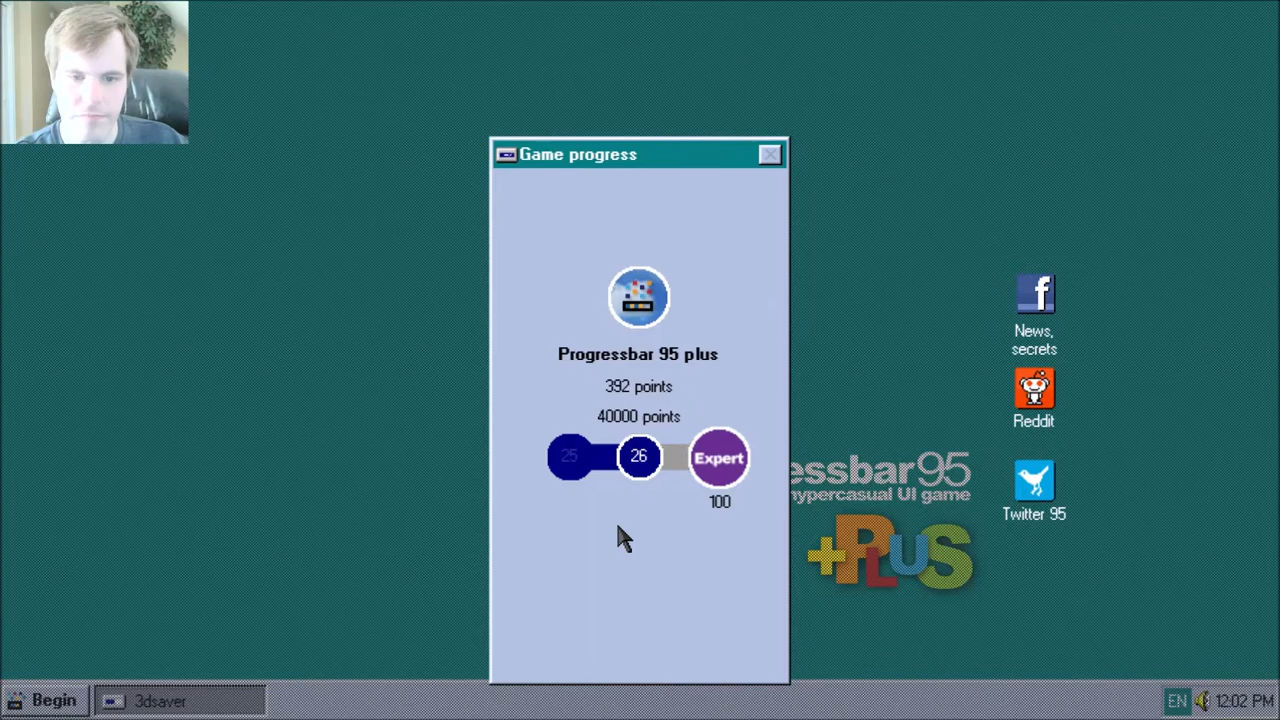 Game progress
Progressbar 95 plus
392 points
40000 points
25
26
Expert
100
f
News,
secrets
Reddit
Twitter 95
essbar95
hypercasual UI game
+PLUS
Begin
3dsaver
EN
12:02 PM